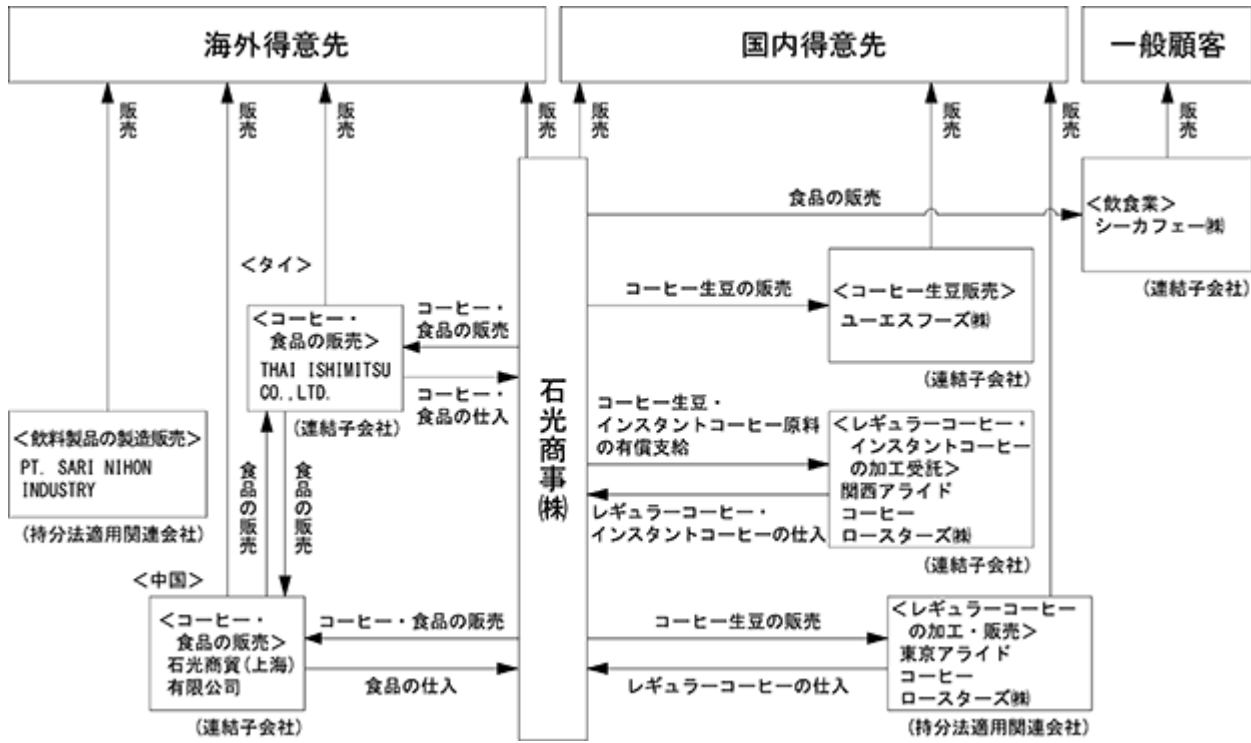 海外得意先
国内得意先
一般顧客
販売
販売
販売
販売
販売
販売
販売
販売
食品の販売
<飲食業>
シーカフェー㈱
(連結子会社)
<タイ>
<コーヒー・
食品の販売>
THAI ISHIMITSU
CO.,LTD.
(連結子会社)
コーヒー・
食品の販売
コーヒー・
食品の仕入
石光商事㈱
コーヒー生豆の販売
<コーヒー生豆販売>
ユーエスフーズ㈱
(連結子会社)
<飲料製品の製造販売>
PT. SARI NIHON
INDUSTRY
(持分法適用関連会社)
食品の販売
食品の販売
コーヒー生豆・
インスタントコーヒー原料
の有償支給
レギュラーコーヒー・
インスタントコーヒーの仕入
<レギュラーコーヒー・
インスタントコーヒー
の加工受託>
関西アライド
コーヒー
ロースターズ㈱
(連結子会社)
<中国>
<コーヒー・
食品の販売>
石光商貿(上海)
有限公司
(連結子会社)
コーヒー・食品の販売
食品の仕入
コーヒー生豆の販売
レギュラーコーヒーの仕入
<レギュラーコーヒー
の加工・販売>
東京アライド
コーヒー
ロースターズ㈱
(持分法適用関連会社)